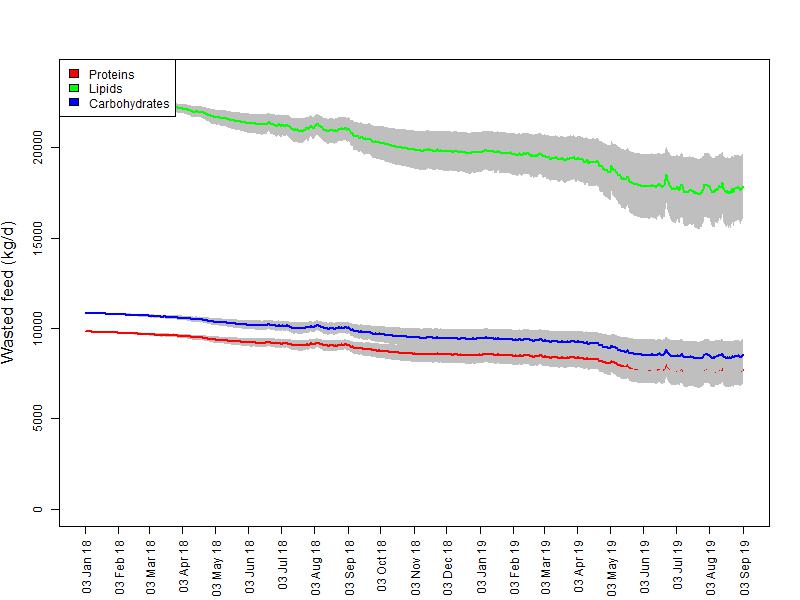 Proteins
Lipids
Carbohydrates
Wasted feed (kg/d)
20000
15000
10000
5000
0
03 Jan 18
03 Feb 18
03 Mar 18
03 Apr 18
03 May 18
03 Jun 18
03 Jul 18
03 Aug 18
03 Sep 18
03 Oct 18
03 Nov 18
03 Dec 18
03 Jan 19
03 Feb 19
03 Mar 19
03 Apr 19
03 May 19
03 Jun 19
03 Jul 19
03 Aug 19
03 Sep 19